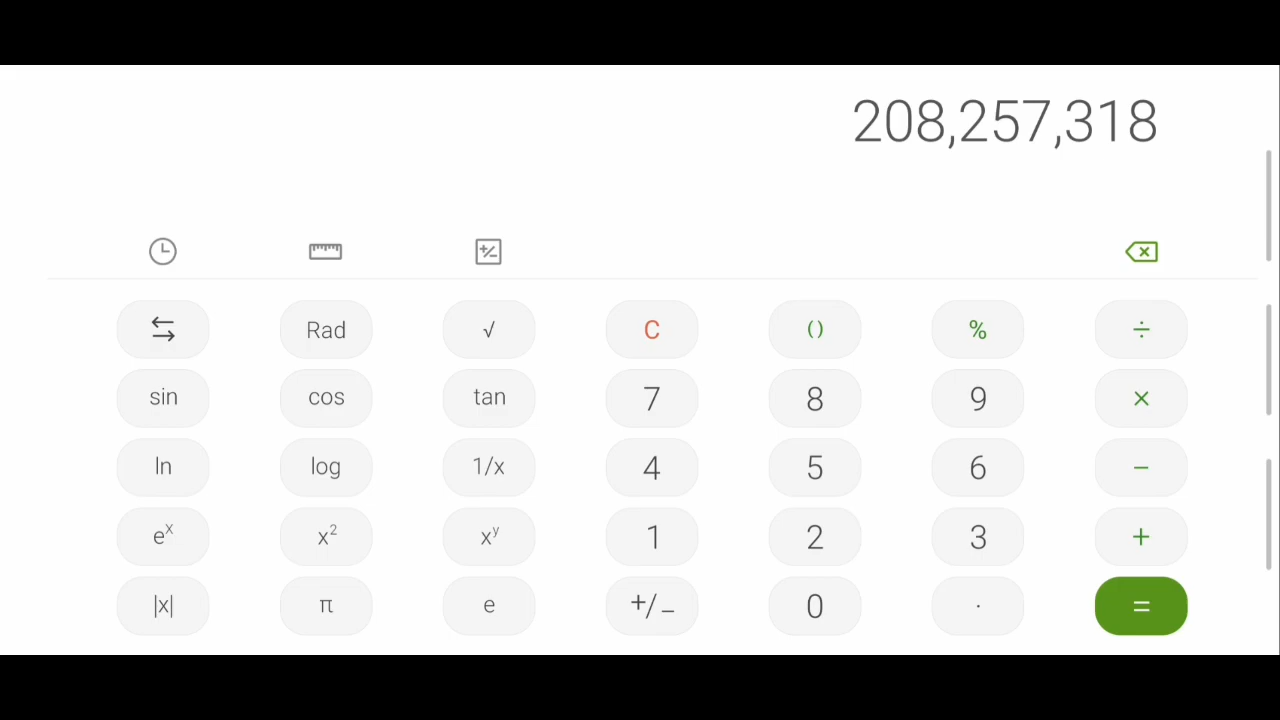 208,257,318
Rad √ C () % ÷
sin cos tan 7 8 9 ×
ln log 1/x 4 5 6 −
eˣ x² xʸ 1 2 3 +
|x| π e +/− 0 · =